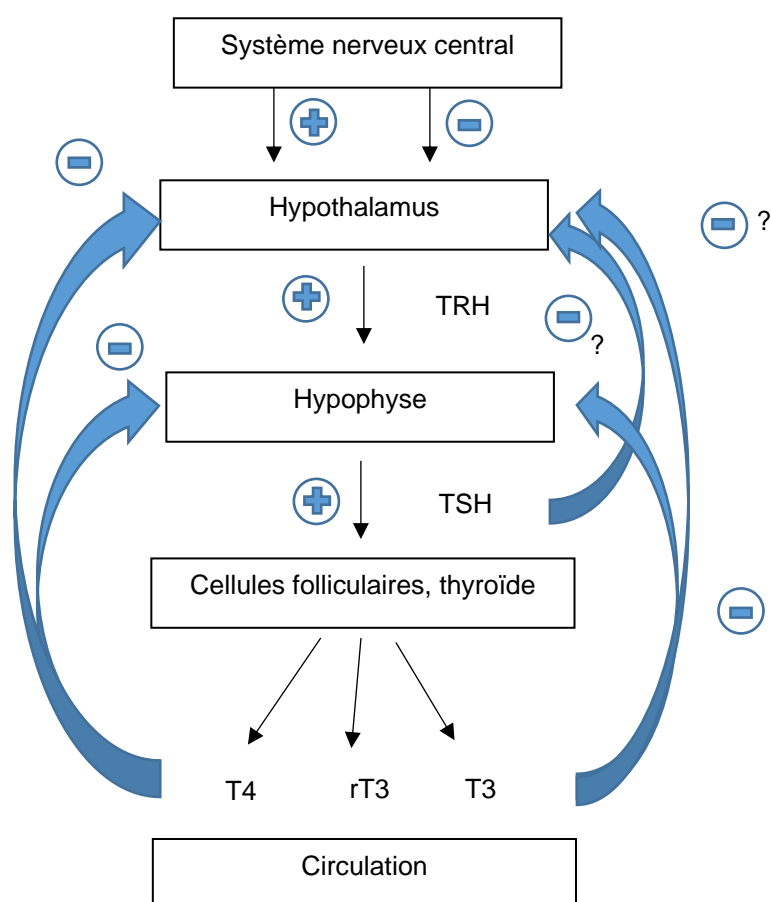 Système nerveux central
Hypothalamus
?
TRH
?
Hypophyse
TSH
Cellules folliculaires, thyroïde
T4 rT3 T3
Circulation